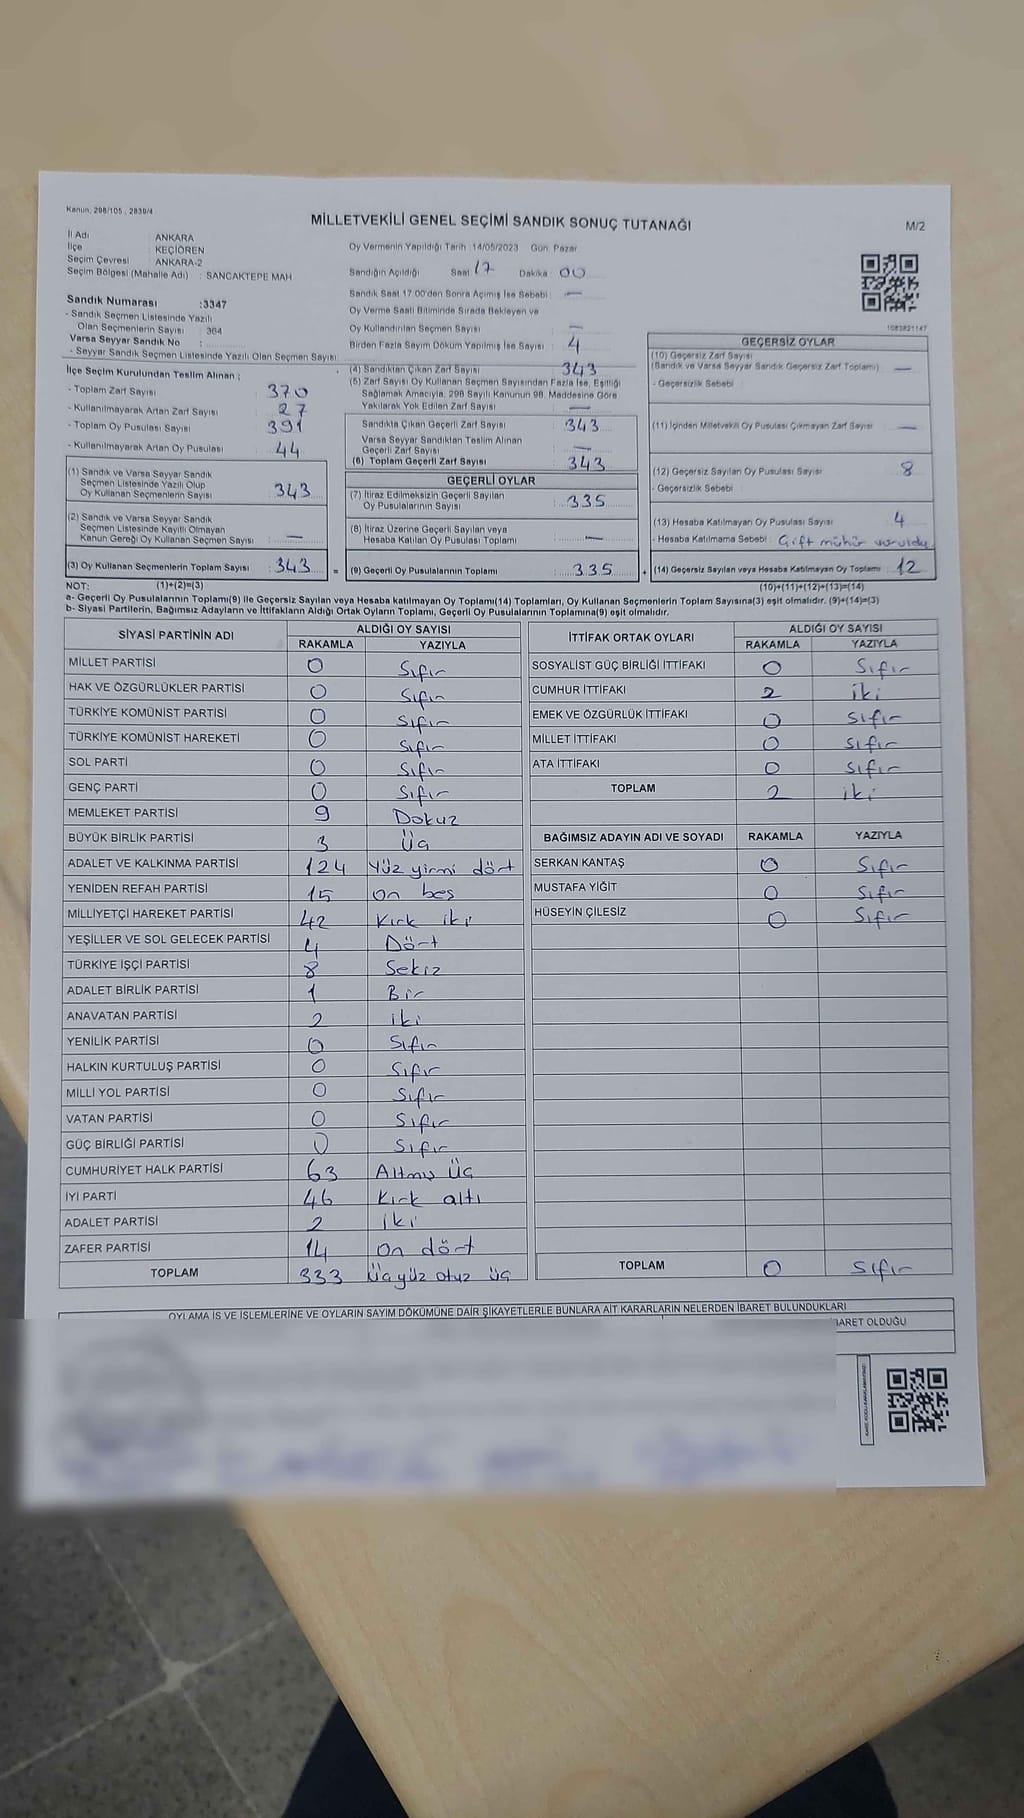 Kanun; 298/105 , 2839/4
MİLLETVEKİLİ GENEL SEÇİMİ SANDIK SONUÇ TUTANAĞI
M/2
İl Adı : ANKARA
İlçe : KEÇİÖREN
Seçim Çevresi : ANKARA-2
Seçim Bölgesi (Mahalle Adı) : SANCAKTEPE MAH
Sandık Numarası :3347
- Sandık Seçmen Listesinde Yazılı
Olan Seçmenlerin Sayısı : 364
Varsa Seyyar Sandık No :
- Seyyar Sandık Seçmen Listesinde Yazılı Olan Seçmen Sayısı
Oy Vermenin Yapıldığı Tarih :14/05/2023 Gün: Pazar
Sandığın Açıldığı Saat 17 Dakika 00
Sandık Saat 17:00'den Sonra Açılmış İse Sebebi : —
Oy Verme Saati Bitiminde Sırada Bekleyen ve
Oy Kullandırılan Seçmen Sayısı : —
Birden Fazla Sayım Döküm Yapılmış İse Sayısı : 4
1083821147
İlçe Seçim Kurulundan Teslim Alınan ;
- Toplam Zarf Sayısı : 370
- Kullanılmayarak Artan Zarf Sayısı : 27
- Toplam Oy Pusulası Sayısı : 391
- Kullanılmayarak Artan Oy Pusulası : 44
(1) Sandık ve Varsa Seyyar Sandık
Seçmen Listesinde Yazılı Olup
Oy Kullanan Seçmenlerin Sayısı : 343
(2) Sandık ve Varsa Seyyar Sandık
Seçmen Listesinde Kayıtlı Olmayan
Kanun Gereği Oy Kullanan Seçmen Sayısı : —
(3) Oy Kullanan Seçmenlerin Toplam Sayısı : 343 =
(4) Sandıktan Çıkan Zarf Sayısı : 343
(5) Zarf Sayısı Oy Kullanan Seçmen Sayısından Fazla İse, Eşitliği
Sağlamak Amacıyla, 298 Sayılı Kanunun 98. Maddesine Göre
Yakılarak Yok Edilen Zarf Sayısı : —
Sandıkta Çıkan Geçerli Zarf Sayısı : 343
Varsa Seyyar Sandıktan Teslim Alınan
Geçerli Zarf Sayısı : —
(6) Toplam Geçerli Zarf Sayısı : 343
GEÇERLİ OYLAR
(7) İtiraz Edilmeksizin Geçerli Sayılan
Oy Pusulalarının Sayısı : 335
(8) İtiraz Üzerine Geçerli Sayılan veya
Hesaba Katılan Oy Pusulası Toplamı : —
(9) Geçerli Oy Pusulalarının Toplamı : 335 +
GEÇERSİZ OYLAR
(10) Geçersiz Zarf Sayısı
(Sandık ve Varsa Seyyar Sandık Geçersiz Zarf Toplamı) : —
- Geçersizlik Sebebi :
(11) İçinden Milletvekili Oy Pusulası Çıkmayan Zarf Sayısı : —
(12) Geçersiz Sayılan Oy Pusulası Sayısı : 8
- Geçersizlik Sebebi :
(13) Hesaba Katılmayan Oy Pusulası Sayısı : 4
- Hesaba Katılmama Sebebi : Çift mühür vuruldu
(14) Geçersiz Sayılan veya Hesaba Katılmayan Oy Toplamı : 12
NOT: (1)+(2)=(3) (10)+(11)+(12)+(13)=(14)
a- Geçerli Oy Pusulalarının Toplamı(9) ile Geçersiz Sayılan veya Hesaba katılmayan Oy Toplamı(14) Toplamları, Oy Kullanan Seçmenlerin Toplam Sayısına(3) eşit olmalıdır. (9)+(14)=(3)
b- Siyasi Partilerin, Bağımsız Adayların ve İttifakların Aldığı Ortak Oyların Toplamı, Geçerli Oy Pusulalarının Toplamına(9) eşit olmalıdır.
SİYASİ PARTİNİN ADI ALDIĞI OY SAYISI
RAKAMLA YAZIYLA
MİLLET PARTİSİ 0 Sıfır
HAK VE ÖZGÜRLÜKLER PARTİSİ 0 Sıfır
TÜRKİYE KOMÜNİST PARTİSİ 0 Sıfır
TÜRKİYE KOMÜNİST HAREKETİ 0 Sıfır
SOL PARTİ 0 Sıfır
GENÇ PARTİ 0 Sıfır
MEMLEKET PARTİSİ 9 Dokuz
BÜYÜK BİRLİK PARTİSİ 3 Üç
ADALET VE KALKINMA PARTİSİ 124 Yüz yirmi dört
YENİDEN REFAH PARTİSİ 15 On beş
MİLLİYETÇİ HAREKET PARTİSİ 42 Kırk iki
YEŞİLLER VE SOL GELECEK PARTİSİ 4 Dört
TÜRKİYE İŞÇİ PARTİSİ 8 Sekiz
ADALET BİRLİK PARTİSİ 1 Bir
ANAVATAN PARTİSİ 2 iki
YENİLİK PARTİSİ 0 Sıfır
HALKIN KURTULUŞ PARTİSİ 0 Sıfır
MİLLİ YOL PARTİSİ 0 Sıfır
VATAN PARTİSİ 0 Sıfır
GÜÇ BİRLİĞİ PARTİSİ 0 Sıfır
CUMHURİYET HALK PARTİSİ 63 Altmış Üç
İYİ PARTİ 46 Kırk altı
ADALET PARTİSİ 2 iki
ZAFER PARTİSİ 14 On dört
TOPLAM 333 Üçyüz otuz üç
İTTİFAK ORTAK OYLARI ALDIĞI OY SAYISI
RAKAMLA YAZIYLA
SOSYALİST GÜÇ BİRLİĞİ İTTİFAKI 0 Sıfır
CUMHUR İTTİFAKI 2 iki
EMEK VE ÖZGÜRLÜK İTTİFAKI 0 Sıfır
MİLLET İTTİFAKI 0 Sıfır
ATA İTTİFAKI 0 Sıfır
TOPLAM 2 iki
BAĞIMSIZ ADAYIN ADI VE SOYADI RAKAMLA YAZIYLA
SERKAN KANTAŞ 0 Sıfır
MUSTAFA YİĞİT 0 Sıfır
HÜSEYİN ÇİLESİZ 0 Sıfır
TOPLAM 0 Sıfır
OYLAMA İŞ VE İŞLEMLERİNE VE OYLARIN SAYIM DÖKÜMÜNE DAİR ŞİKAYETLERLE BUNLARA AİT KARARLARIN NELERDEN İBARET BULUNDUKLARI
OLDUĞU